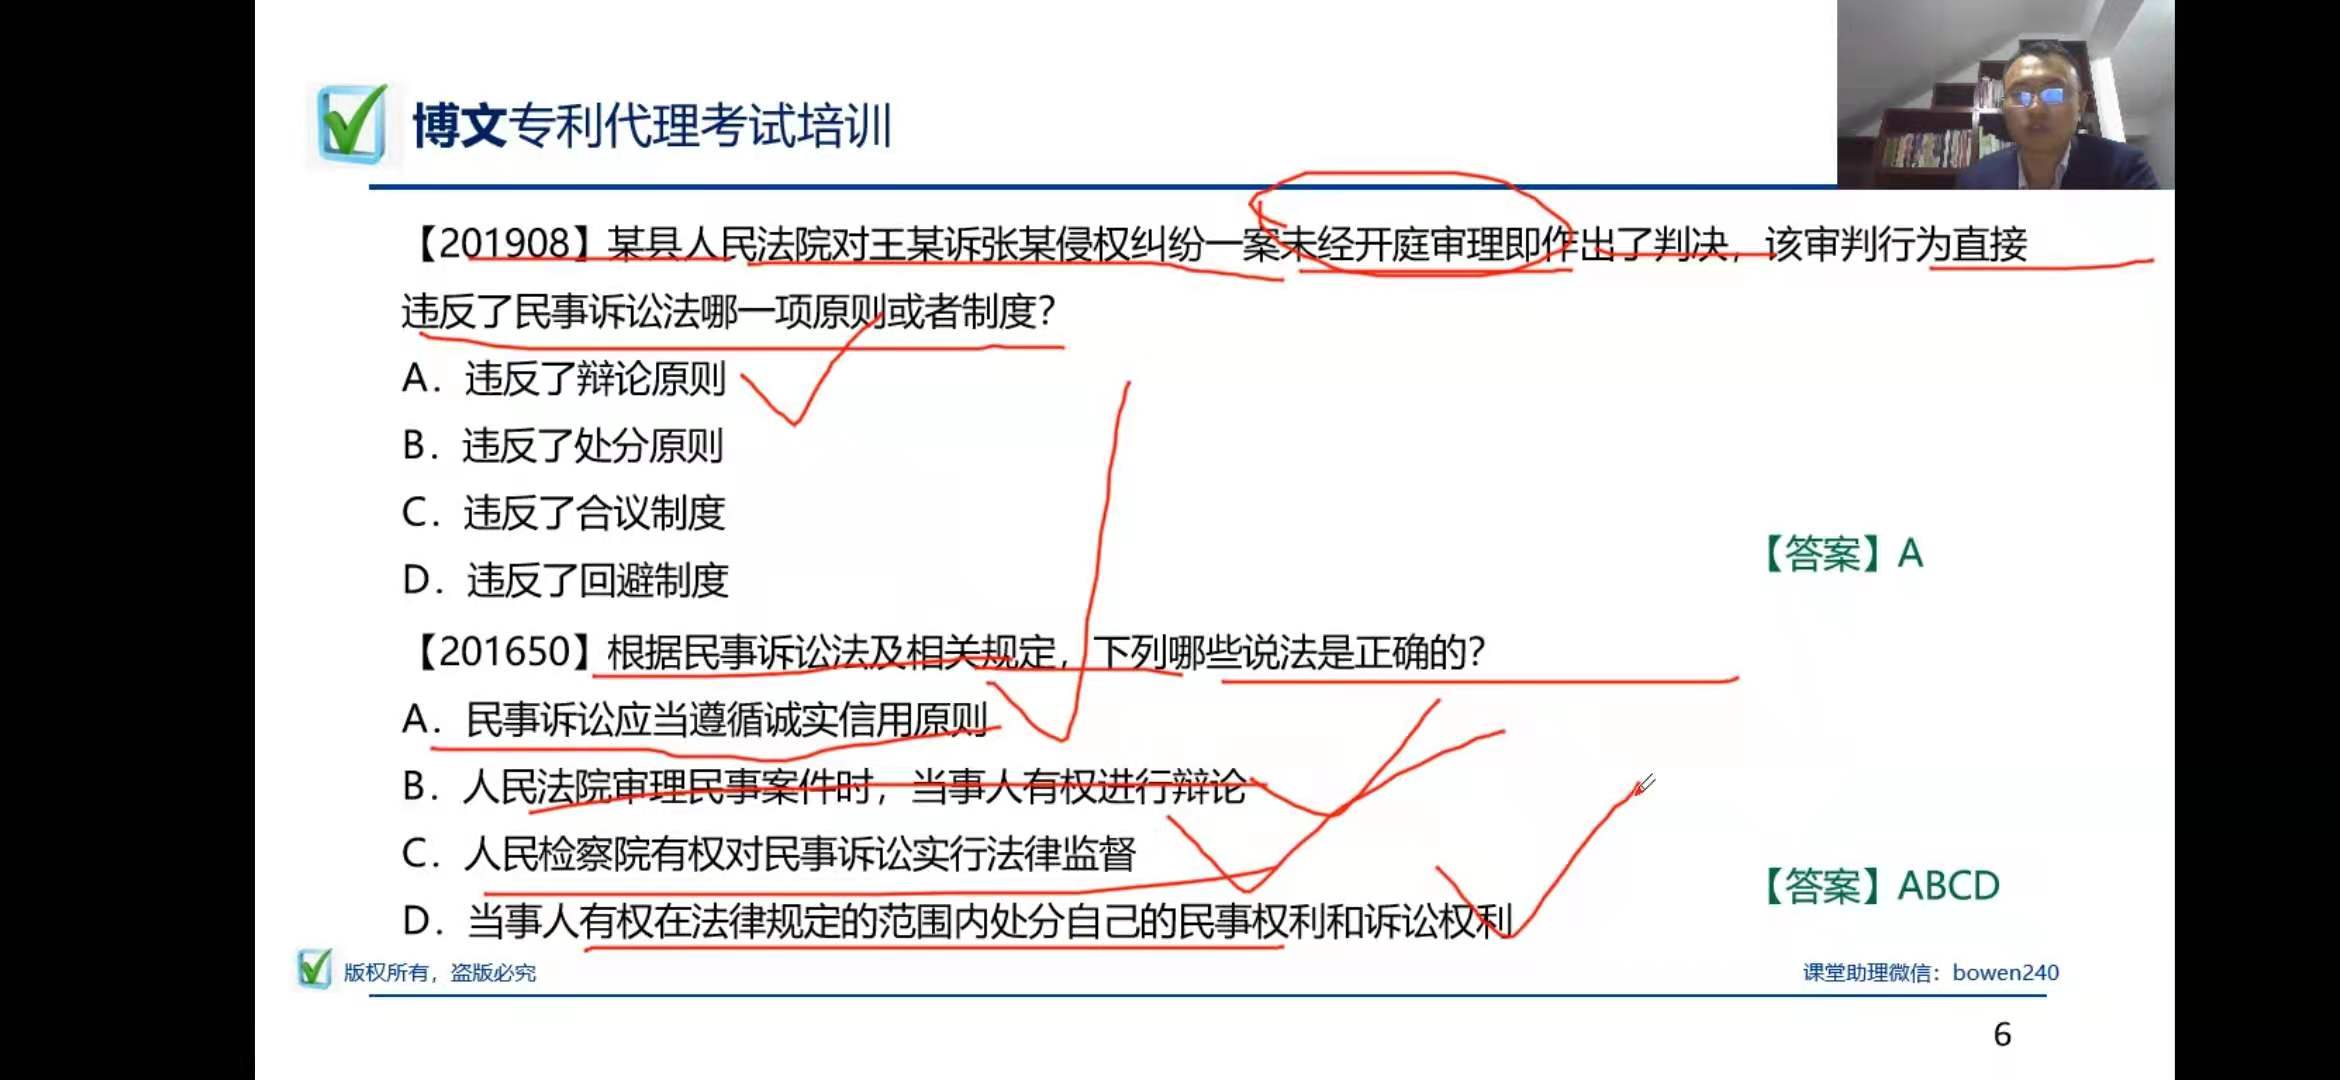 博文专利代理考试培训
【201908】某县人民法院对王某诉张某侵权纠纷一案未经开庭审理即作出了判决，该审判行为直接
违反了民事诉讼法哪一项原则或者制度？
A．违反了辩论原则
B．违反了处分原则
C．违反了合议制度
D．违反了回避制度
【答案】A
【201650】根据民事诉讼法及相关规定，下列哪些说法是正确的？
A．民事诉讼应当遵循诚实信用原则
B．人民法院审理民事案件时，当事人有权进行辩论
C．人民检察院有权对民事诉讼实行法律监督
D．当事人有权在法律规定的范围内处分自己的民事权利和诉讼权利
【答案】ABCD
版权所有，盗版必究
课堂助理微信：bowen240
6